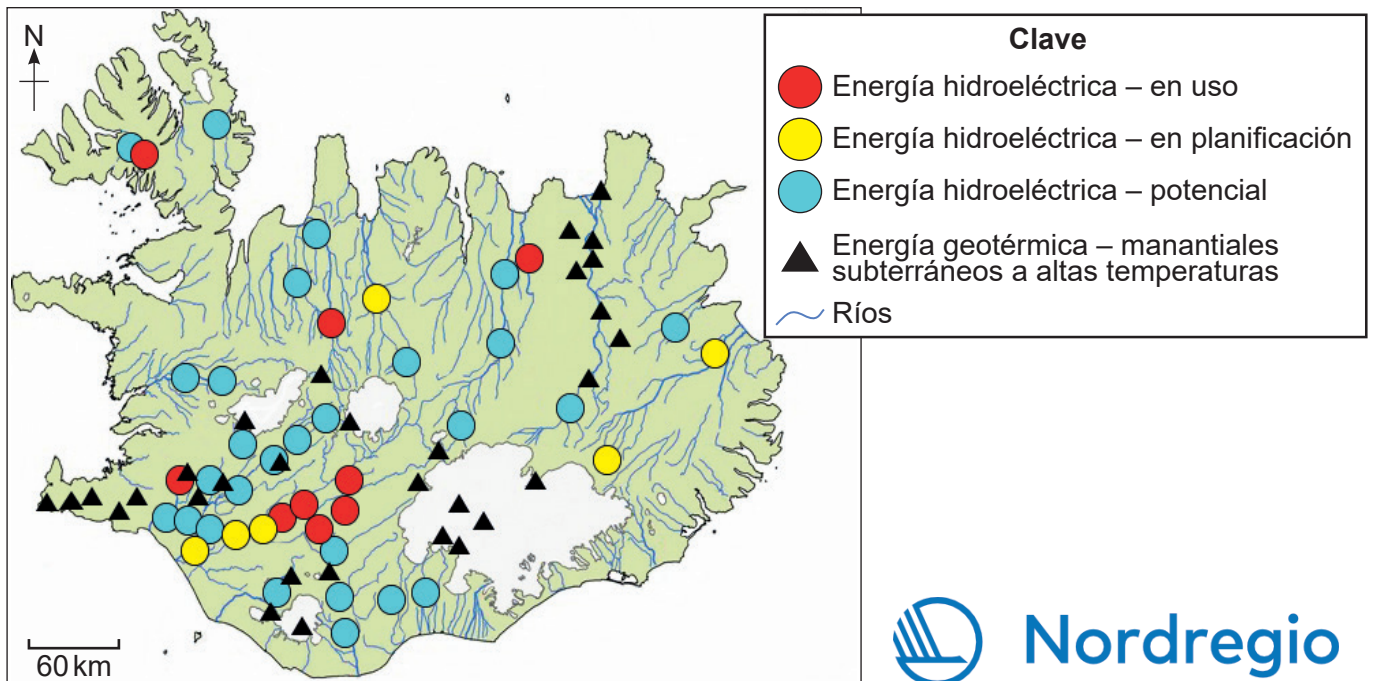 N
60 km
Clave
Energía hidroeléctrica – en uso
Energía hidroeléctrica – en planificación
Energía hidroeléctrica – potencial
Energía geotérmica – manantiales
subterráneos a altas temperaturas
Ríos
Nordregio